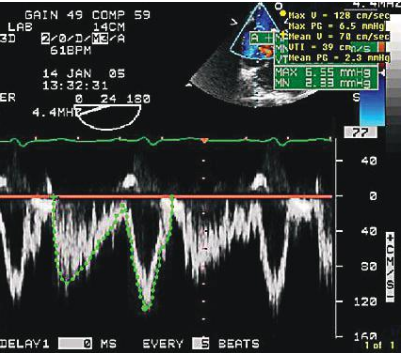 GAIN 49 COMP 59
LAB 14CM
3D 2/0/D/M3/A
61BPM
14 JAN 05
13:32:31
ER 0 24 180
4.4MHz
4.4MHz
Max V = 128 cm/sec
Max PG = 6.5 mmHg
Mean V = 70 cm/sec
VTI = 39 cm
Mean PG = 2.3 mmHg
A +
MAX 6.55 mmHg
MN 2.33 mmHg
77
40
0
40
80
120
160
CM/S
DELAY1 0 MS EVERY 5 BEATS
1 of 1